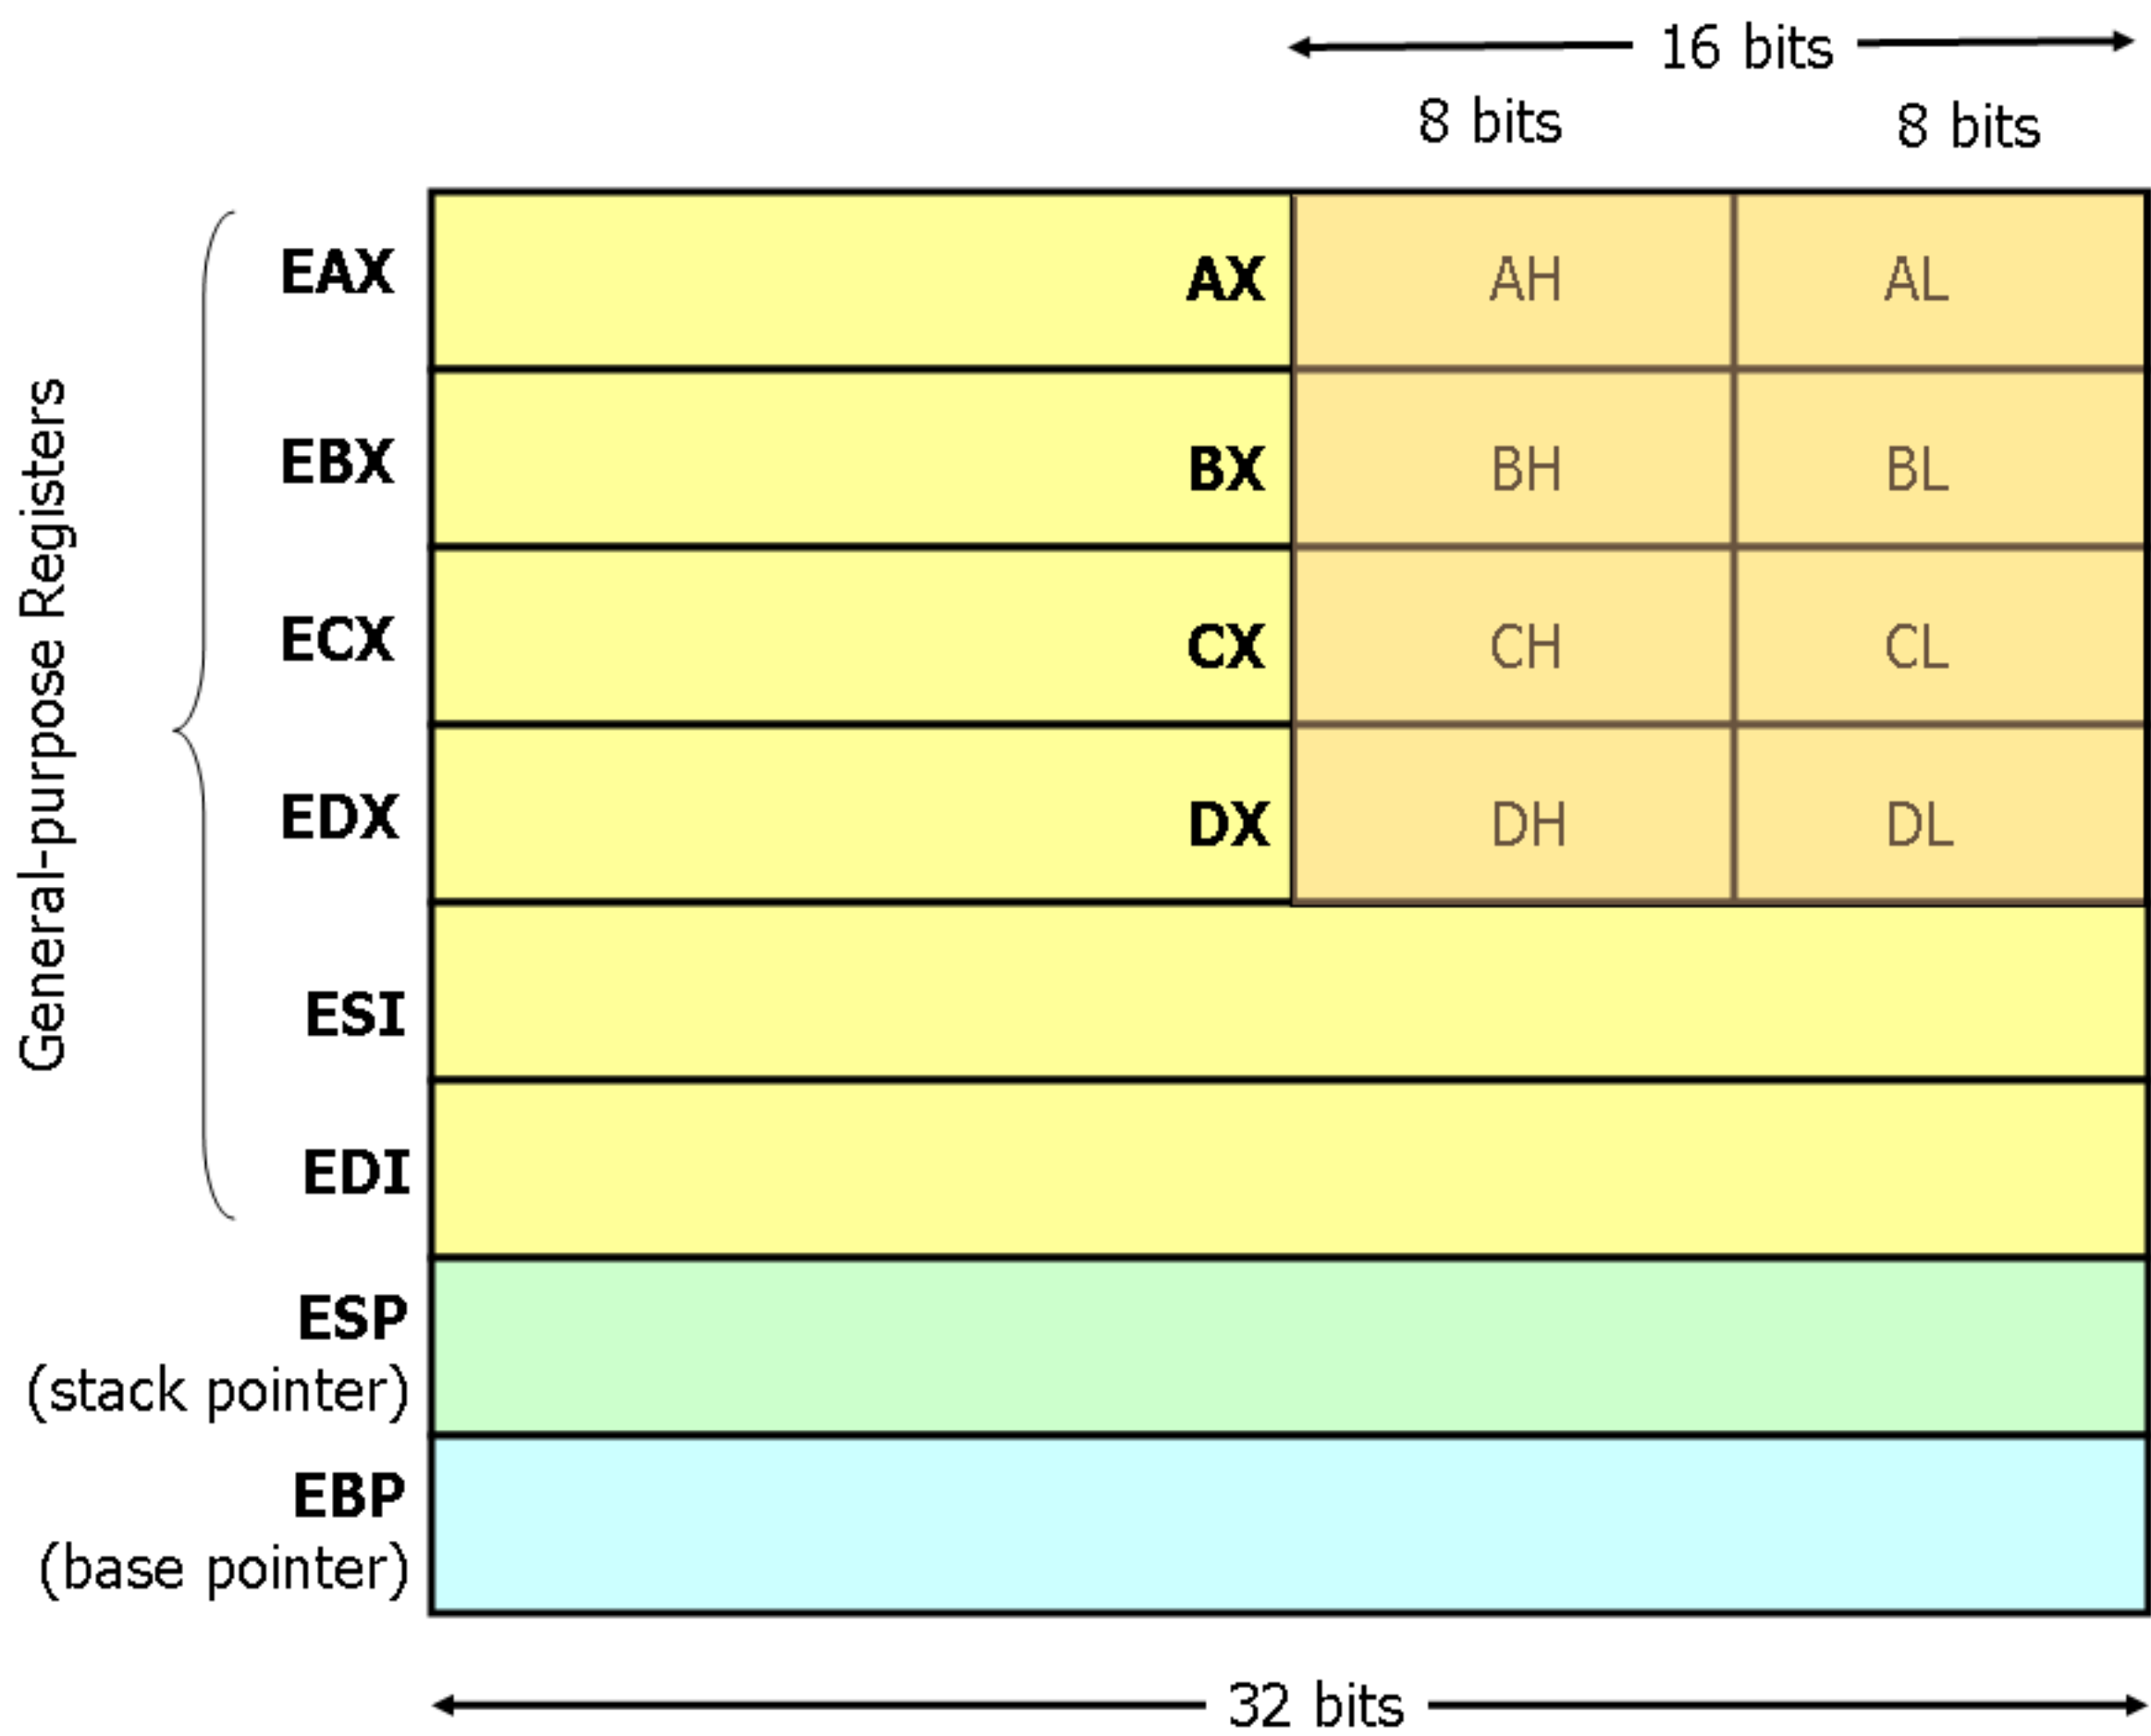 16 bits
8 bits 8 bits
General-purpose Registers
EAX AX AH AL
EBX BX BH BL
ECX CX CH CL
EDX DX DH DL
ESI
EDI
ESP
(stack pointer)
EBP
(base pointer)
32 bits